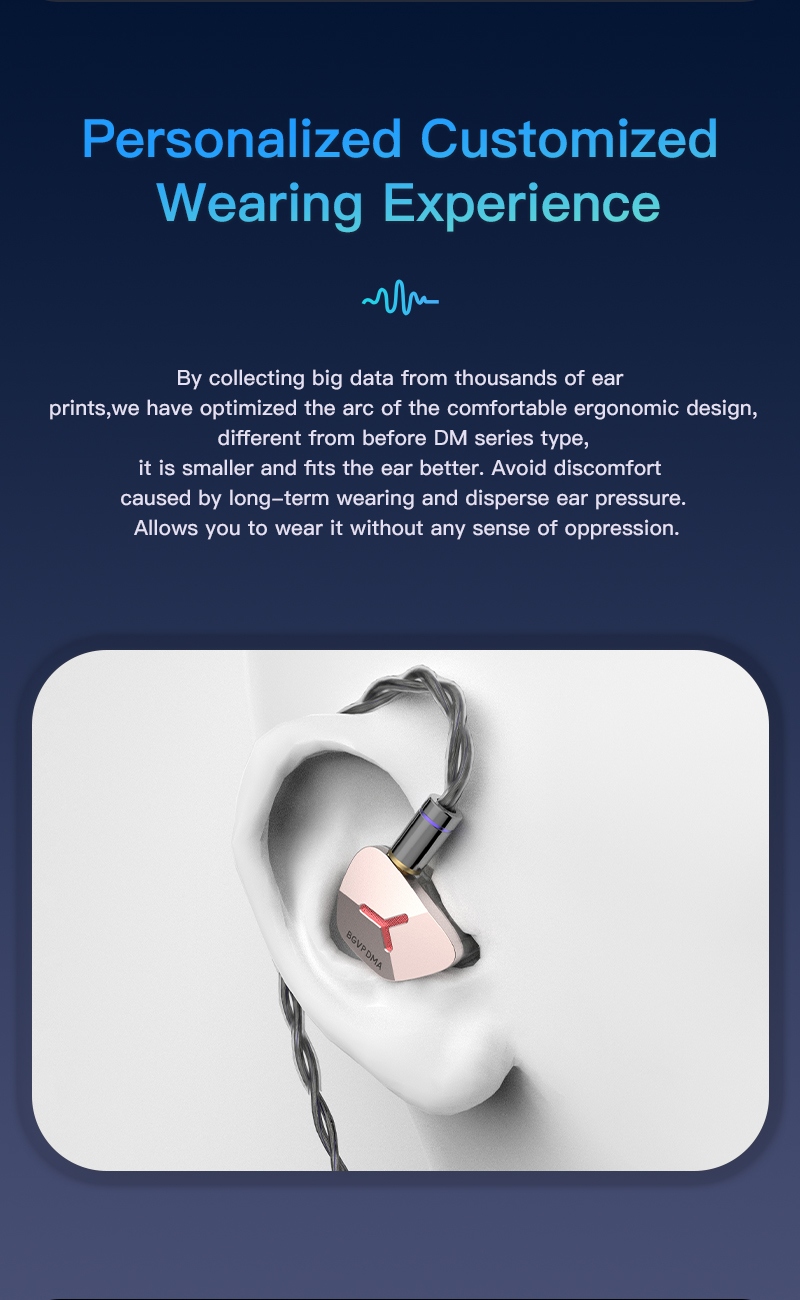 Personalized Customized
Wearing Experience
By collecting big data from thousands of ear
prints,we have optimized the arc of the comfortable ergonomic design,
different from before DM series type,
it is smaller and fits the ear better. Avoid discomfort
caused by long-term wearing and disperse ear pressure.
Allows you to wear it without any sense of oppression.
BGVP DMA